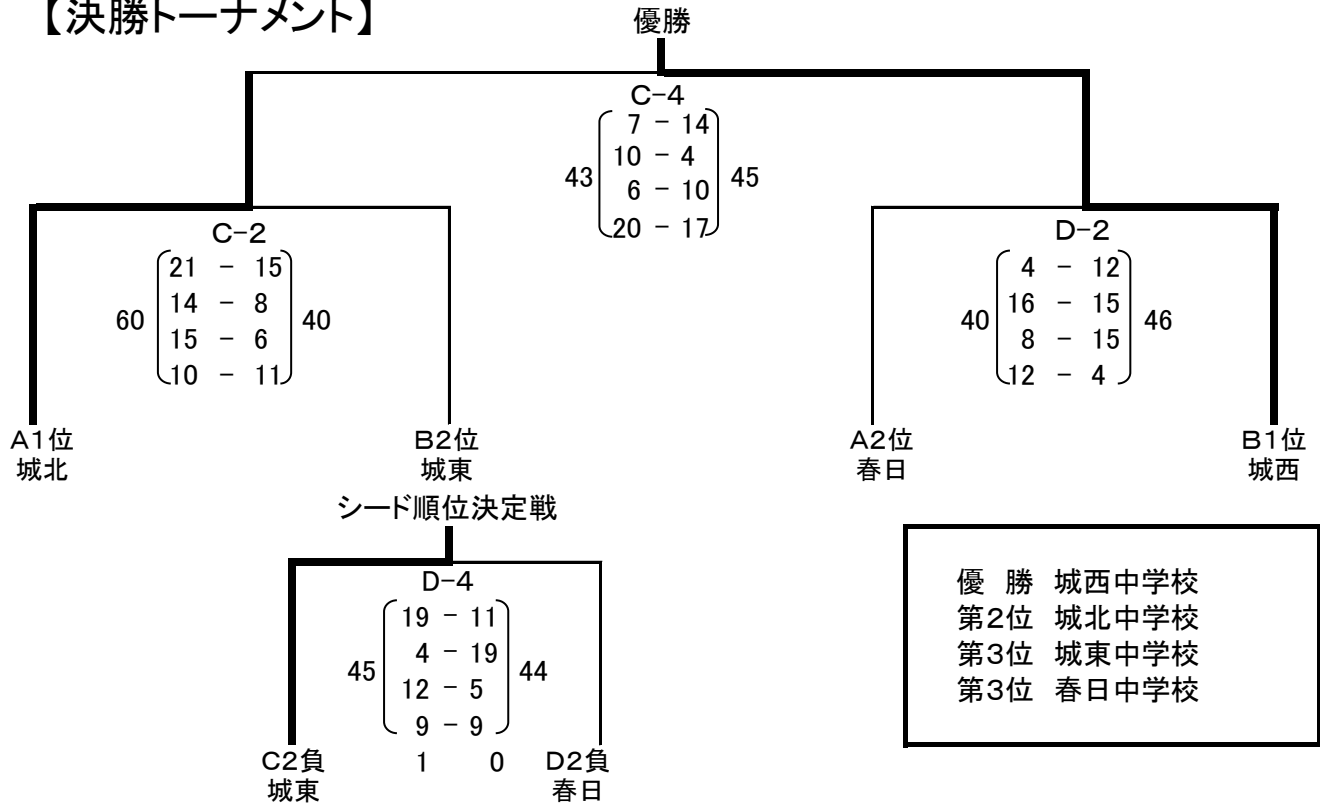 【決勝トーナメント】
優勝
C-4
7 - 14
10 - 4
43 6 - 10 45
20 - 17
C-2
21 - 15
14 - 8
60 15 - 6 40
10 - 11
D-2
4 - 12
16 - 15
40 8 - 15 46
12 - 4
A1位 B2位 A2位 B1位
城北 城東 春日 城西
シード順位決定戦
D-4
19 - 11
4 - 19
45 12 - 5 44
9 - 9
C2負 1 0 D2負
城東 春日
優 勝 城西中学校
第2位 城北中学校
第3位 城東中学校
第3位 春日中学校